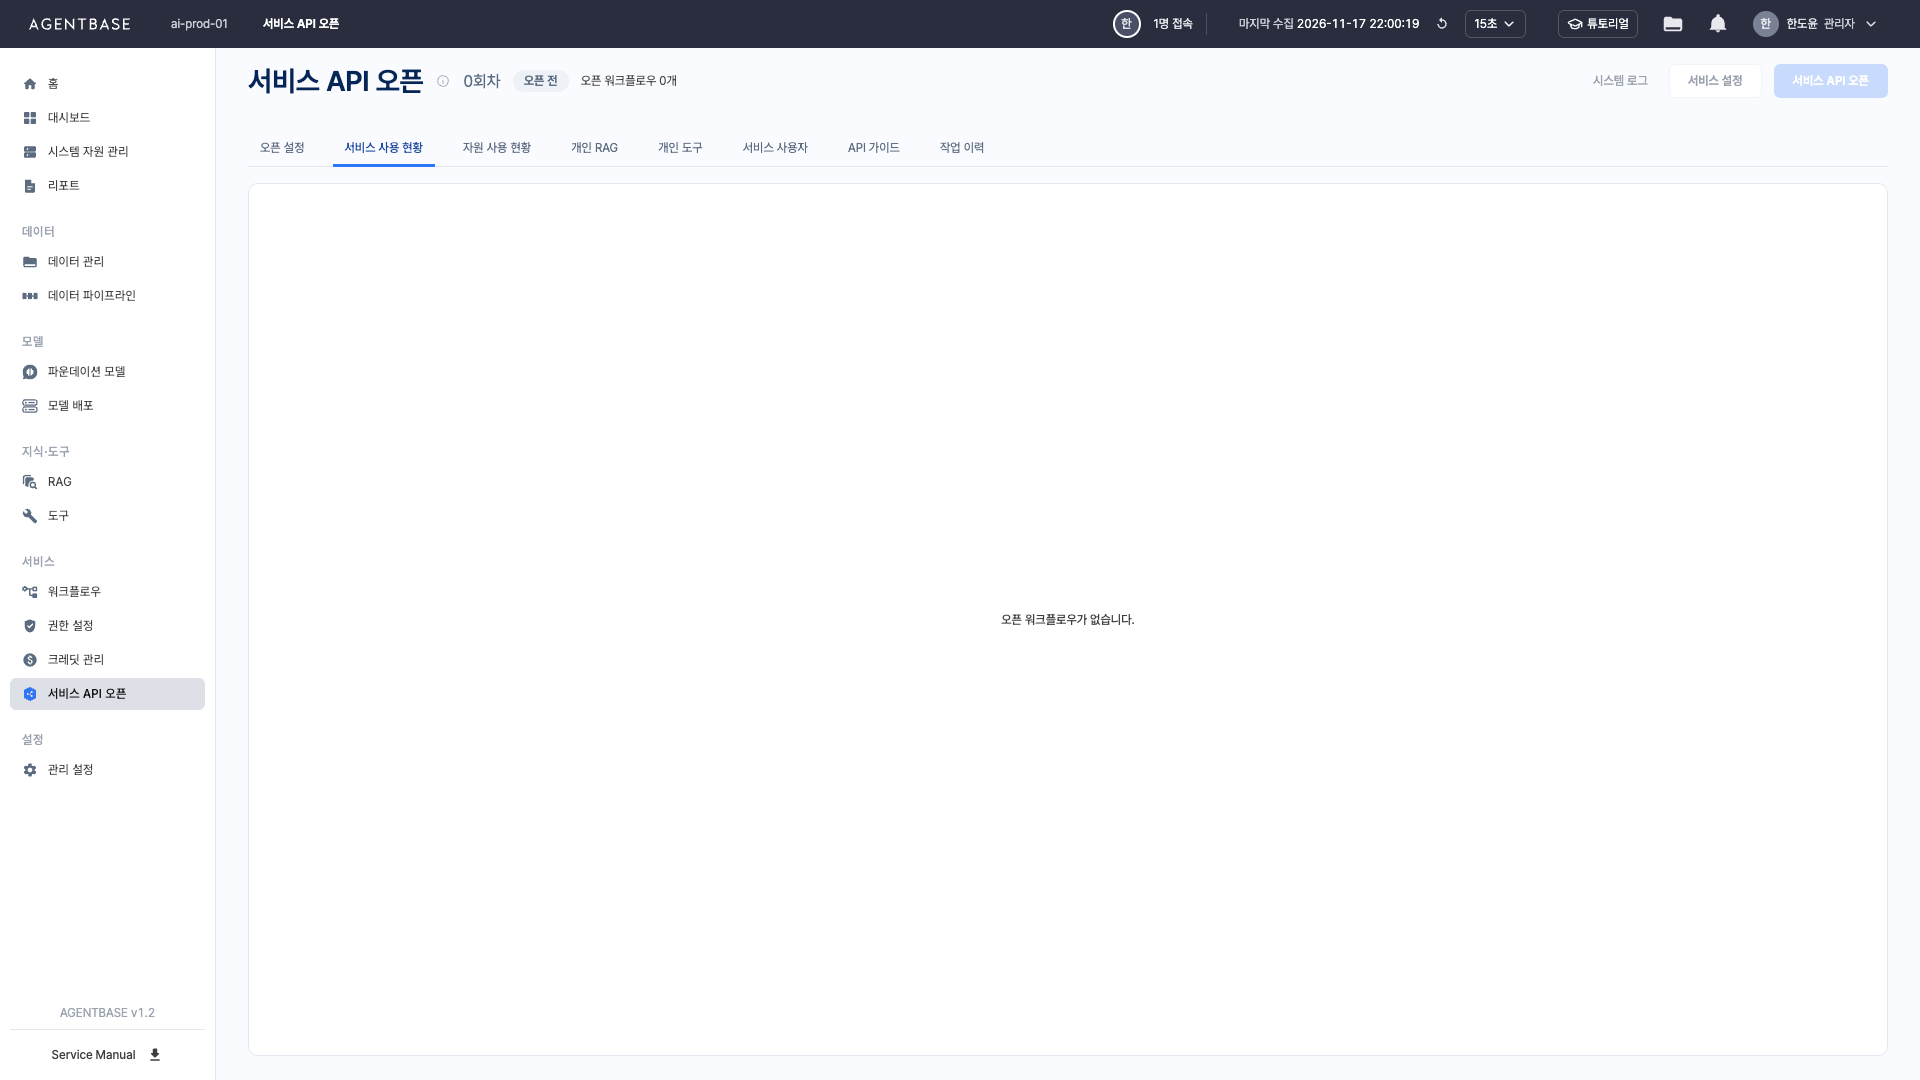 AGENTBASE ai-prod-01 서비스 API 오픈 한 1명 접속 마지막 수집 2026-11-17 22:00:19 15초 튜토리얼 한 한도윤 관리자
홈
대시보드
시스템 자원 관리
리포트
데이터
데이터 관리
데이터 파이프라인
모델
파운데이션 모델
모델 배포
지식·도구
RAG
도구
서비스
워크플로우
권한 설정
크레딧 관리
서비스 API 오픈
설정
관리 설정
AGENTBASE v1.2
Service Manual
서비스 API 오픈 0회차 오픈 전 오픈 워크플로우 0개 시스템 로그 서비스 설정 서비스 API 오픈
오픈 설정 서비스 사용 현황 자원 사용 현황 개인 RAG 개인 도구 서비스 사용자 API 가이드 작업 이력
오픈 워크플로우가 없습니다.